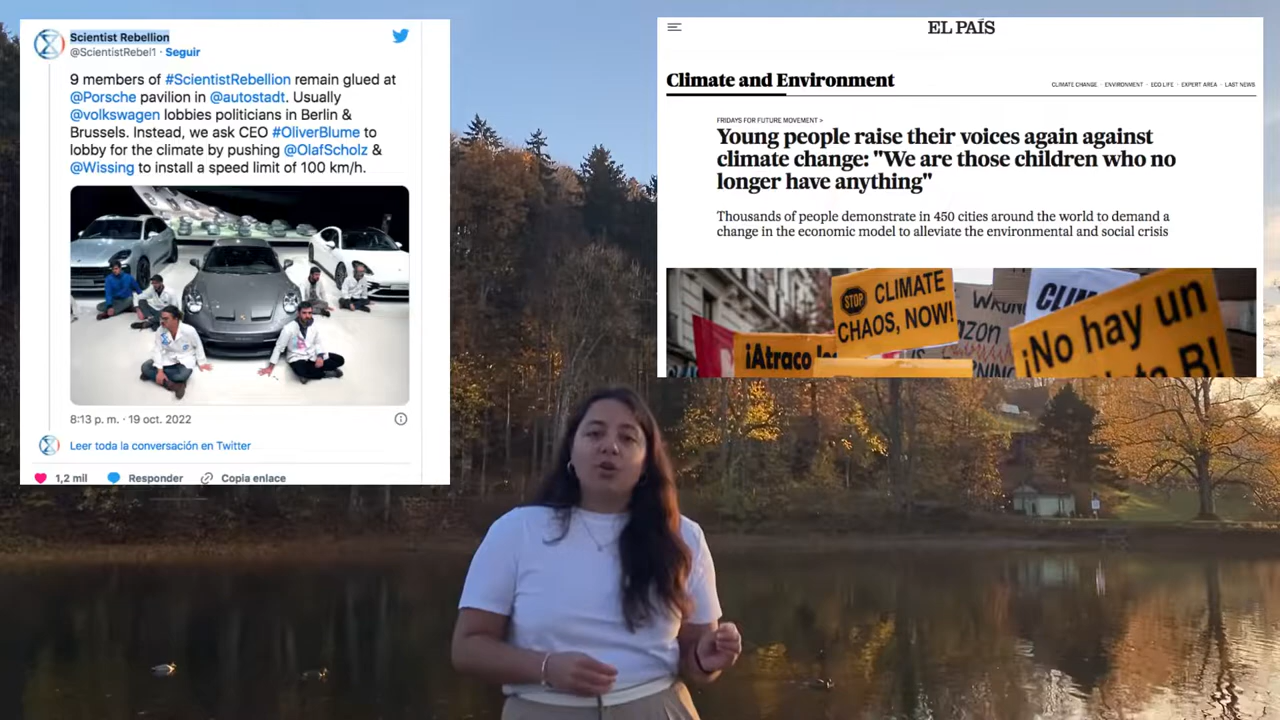 Scientist Rebellion
@ScientistRebel1 · Seguir
9 members of #ScientistRebellion remain glued at
@Porsche pavilion in @autostadt. Usually
@volkswagen lobbies politicians in Berlin &
Brussels. Instead, we ask CEO #OliverBlume to
lobby for the climate by pushing @OlafScholz &
@Wissing to install a speed limit of 100 km/h.
8:13 p. m. · 19 oct. 2022
Leer toda la conversación en Twitter
1,2 mil Responder Copia enlace
EL PAÍS
Climate and Environment
CLIMATE CHANGE · ENVIRONMENT · ECO LIFE · EXPERT AREA · LAST NEWS
FRIDAYS FOR FUTURE MOVEMENT >
Young people raise their voices again against
climate change: "We are those children who no
longer have anything"
Thousands of people demonstrate in 450 cities around the world to demand a
change in the economic model to alleviate the environmental and social crisis
STOP CLIMATE
CHAOS, NOW!
¡Atraco
¡No hay un
B!